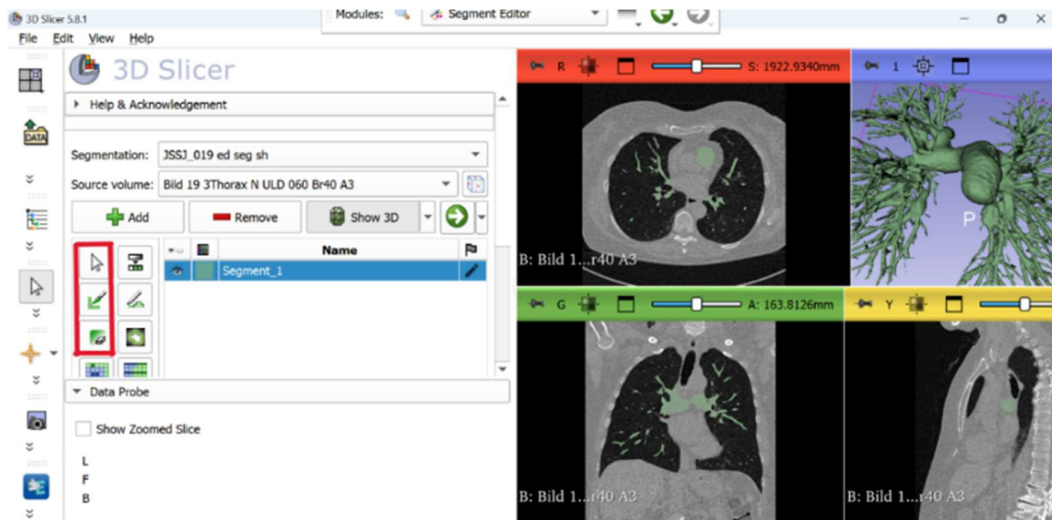 3D Slicer 5.8.1
Modules: Segment Editor
File Edit View Help
3D Slicer
Help & Acknowledgement
Segmentation: JSSJ_019 ed seg sh
Source volume: Bild 19 3Thorax N ULD 060 Br40 A3
Add Remove Show 3D
Name
Segment_1
Data Probe
Show Zoomed Slice
L
F
B
DATA
R S: 1922.9340mm
1
B: Bild 1...r40 A3
P
G A: 163.8126mm
Y
B: Bild 1...r40 A3
B: Bild 1...r40 A3